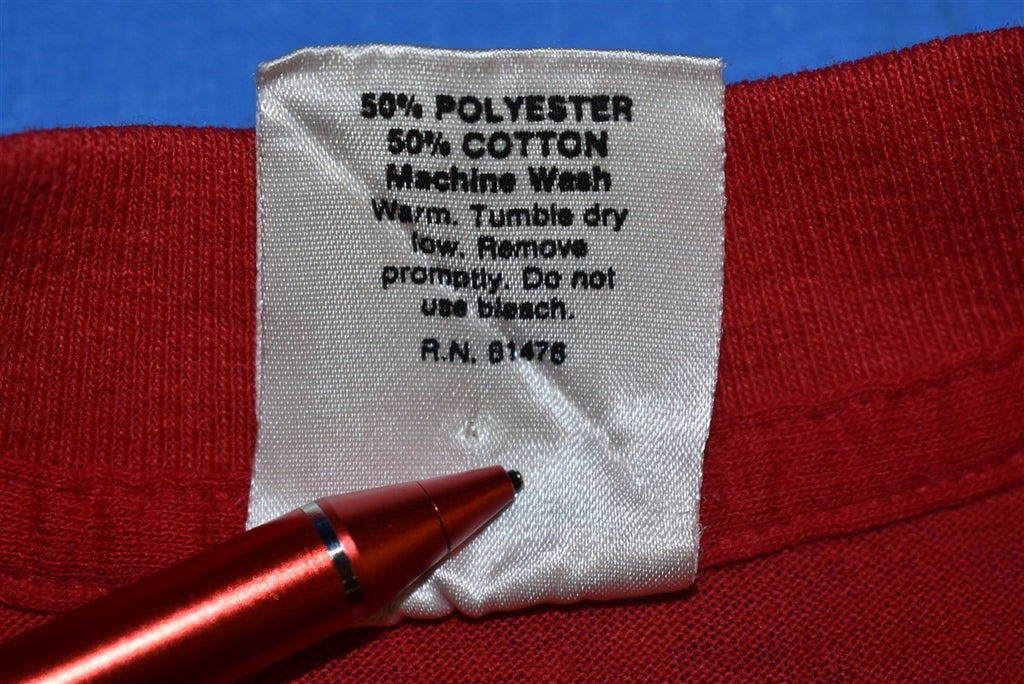 50% POLYESTER
50% COTTON
Machine Wash
Warm. Tumble dry
low. Remove
promptly. Do not
use bleach.
R.N. 61476